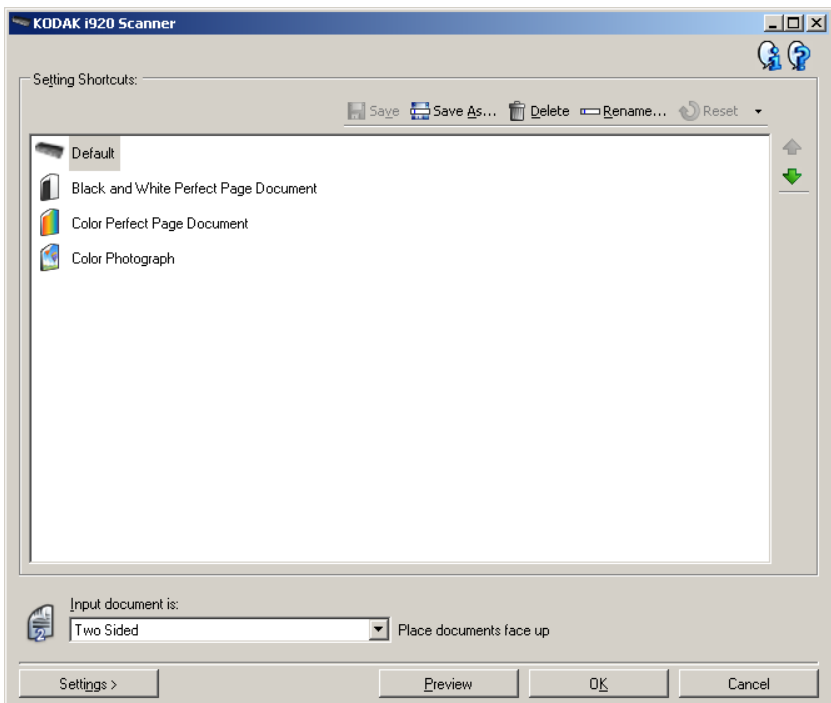 KODAK i920 Scanner
Setting Shortcuts:
Save Save As... Delete Rename... Reset
Default
Black and White Perfect Page Document
Color Perfect Page Document
Color Photograph
Input document is:
2
Two Sided Place documents face up
Settings > Preview OK Cancel